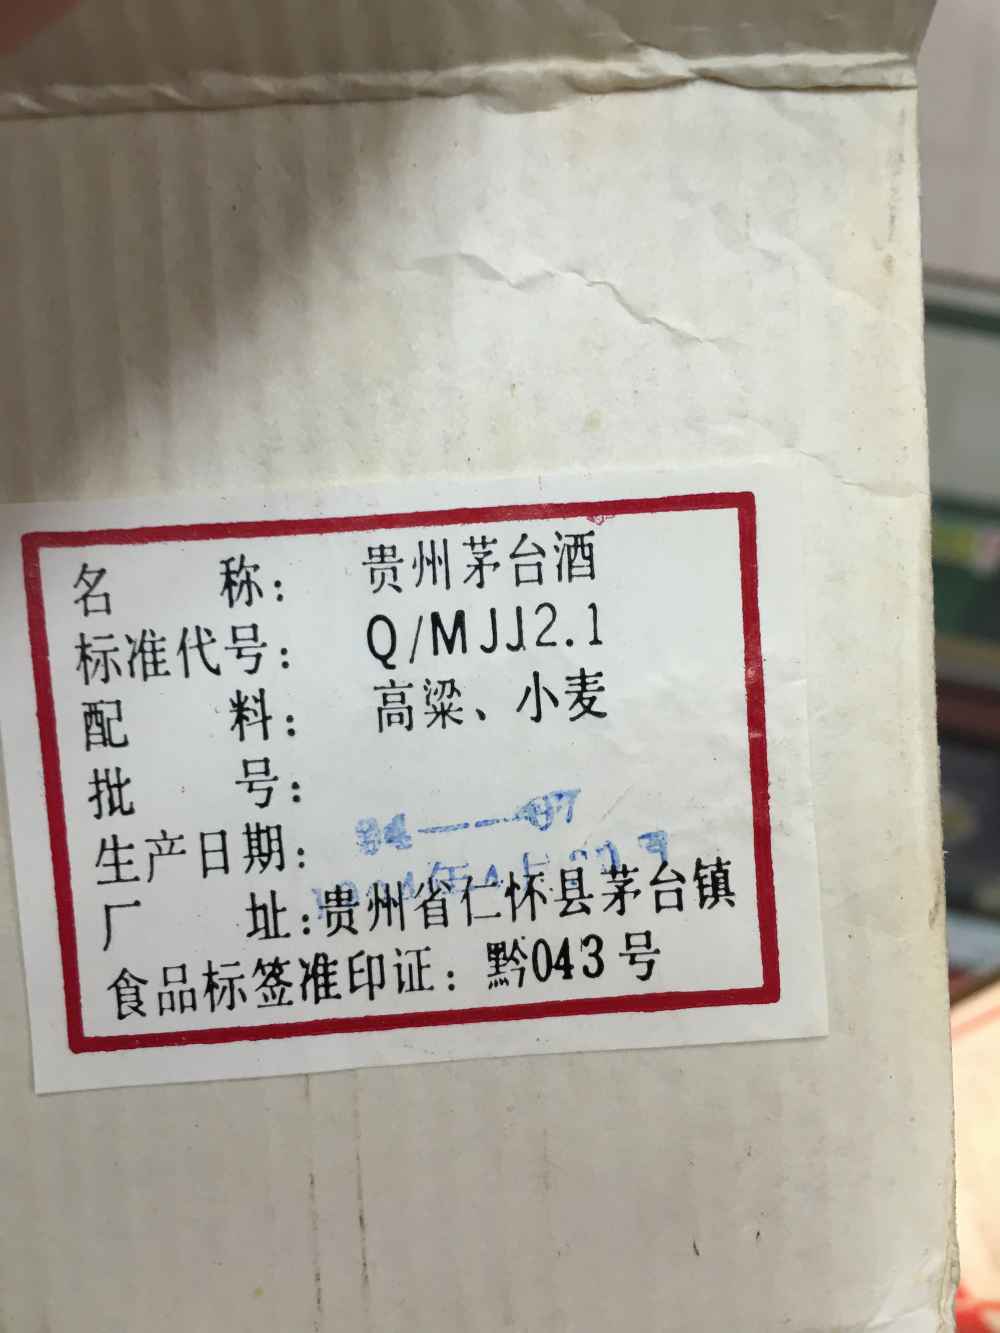 名 称： 贵州茅台酒
标准代号： Q/MJJ2.1
配 料： 高粱、小麦
批 号：
94——07
生产日期：
厂 址：贵州省仁怀县茅台镇
食品标签准印证：黔043号